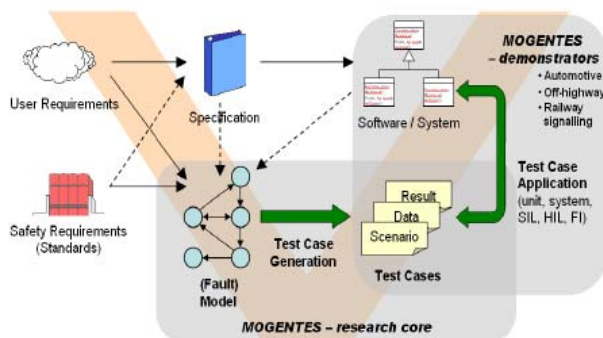 MOGENTES
– demonstrators
• Automotive
• Off-highway
• Railway
signalling
User Requirements
Specification
Software / System
Safety Requirements
(Standards)
(Fault)
Model
Test Case
Generation
Result
Data
Scenario
Test Cases
Test Case
Application
(unit, system,
SIL, HIL, FI)
MOGENTES – research core